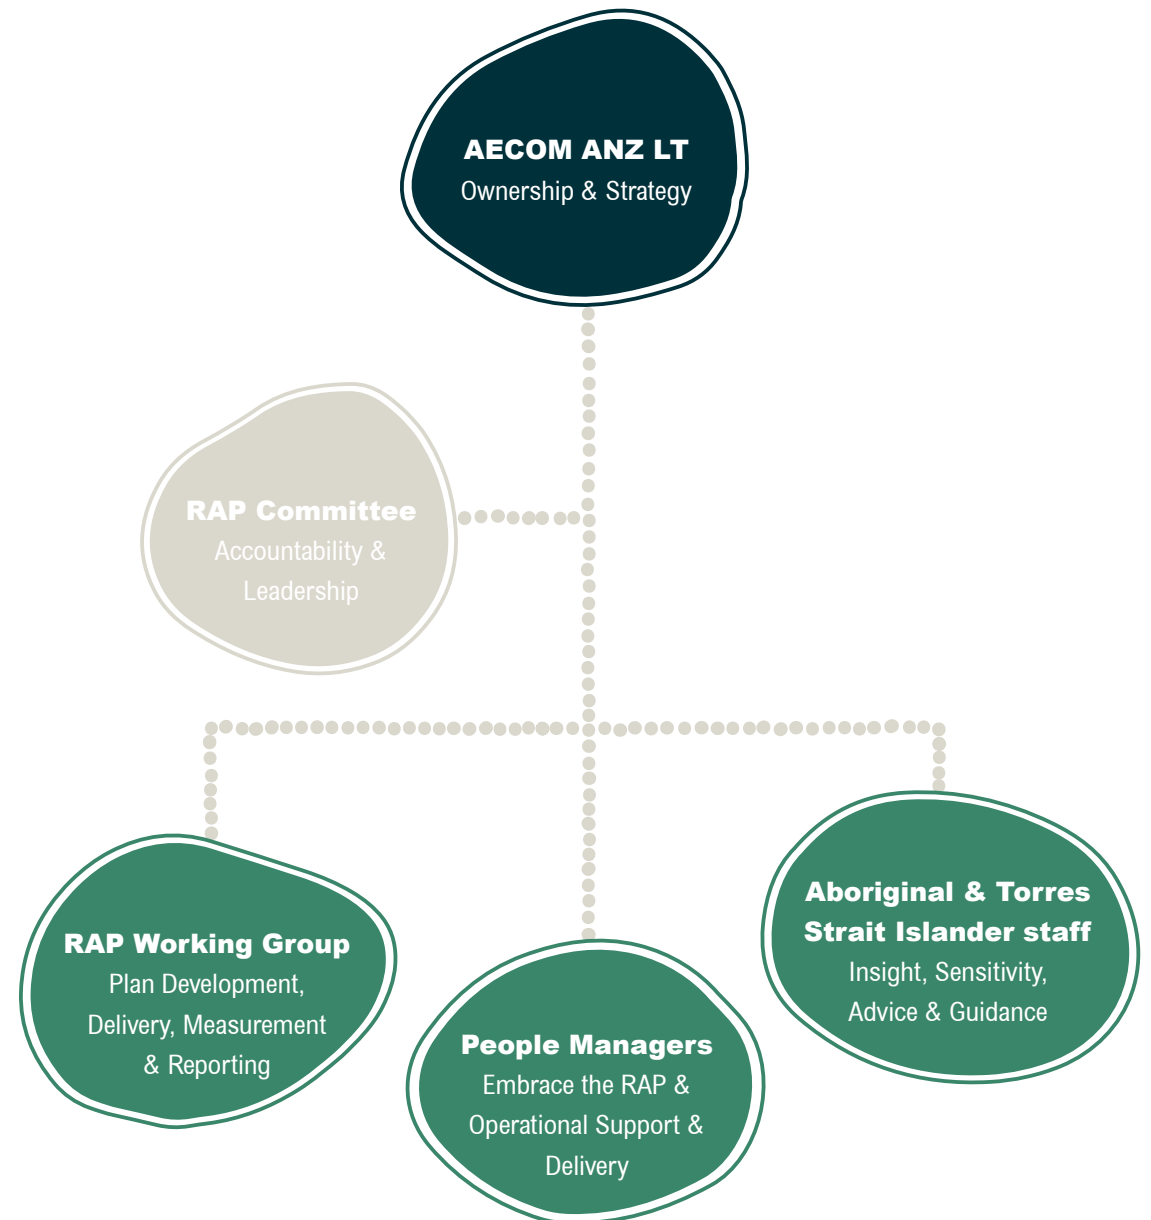 AECOM ANZ LT
Ownership & Strategy
RAP Committee
Accountability &
Leadership
RAP Working Group
Plan Development,
Delivery, Measurement
& Reporting
People Managers
Embrace the RAP &
Operational Support &
Delivery
Aboriginal & Torres
Strait Islander staff
Insight, Sensitivity,
Advice & Guidance